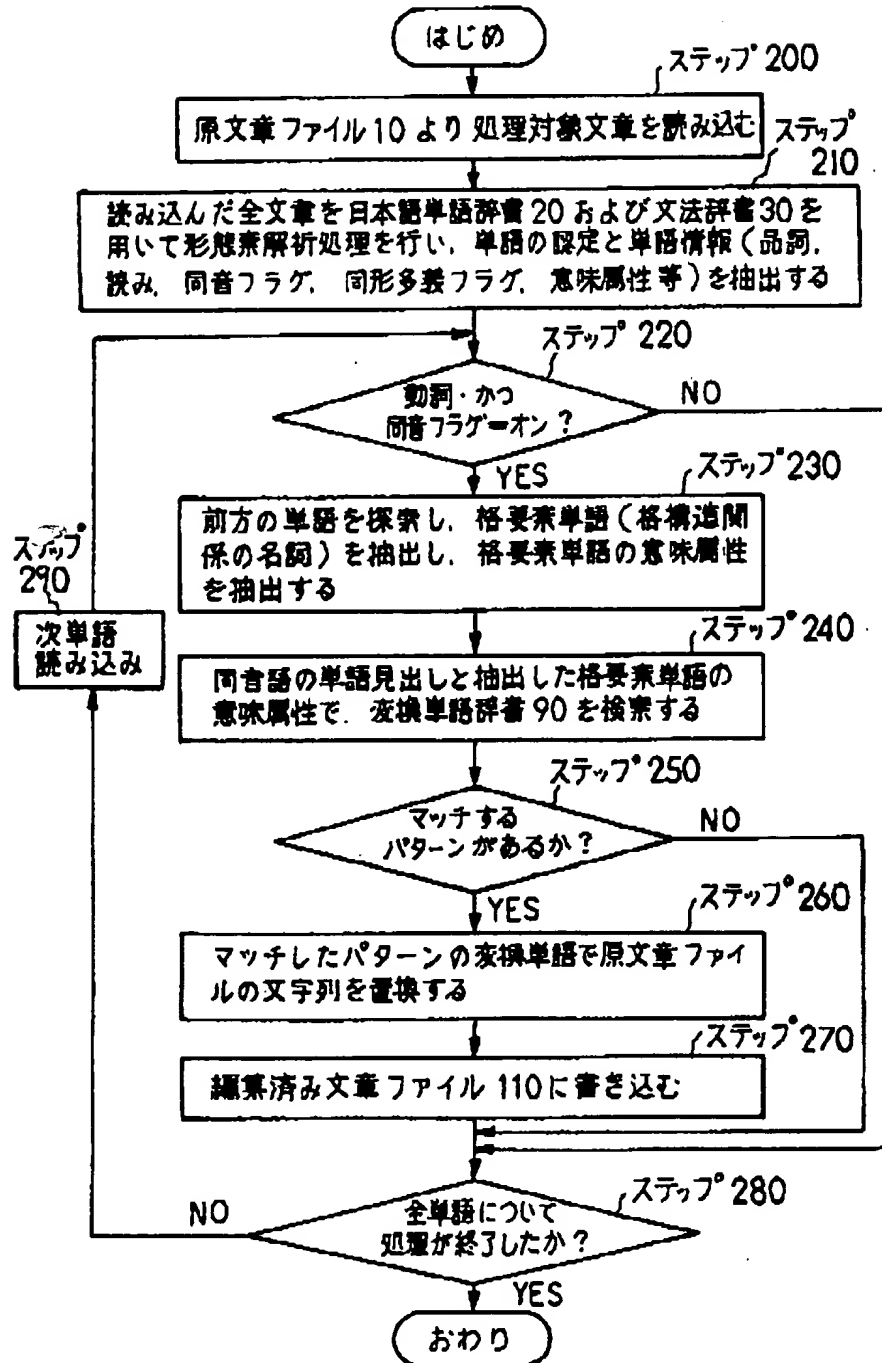 はじめ
ステップ200
原文章ファイル10より処理対象文章を読み込む
ステップ
210
読み込んだ全文章を日本語単語辞書20および文法辞書30を
用いて形態素解析処理を行い、単語の認定と単語情報(品詞、
読み、同音フラグ、同形多義フラグ、意味属性等)を抽出する
ステップ220
動詞・かつ
同音フラグ=オン?
NO
YES
ステップ230
前方の単語を探索し、格要素単語(格構造関
係の名詞)を抽出し、格要素単語の意味属性
を抽出する
ステップ
290
次単語
読み込み
ステップ240
同音語の単語見出しと抽出した格要素単語の
意味属性で、変換単語辞書90を検索する
ステップ250
マッチする
パターンがあるか?
NO
YES
ステップ260
マッチしたパターンの変換単語で原文章ファイ
ルの文字列を置換する
ステップ270
編集済み文章ファイル110に書き込む
ステップ280
全単語について
処理が終了したか?
NO
YES
おわり